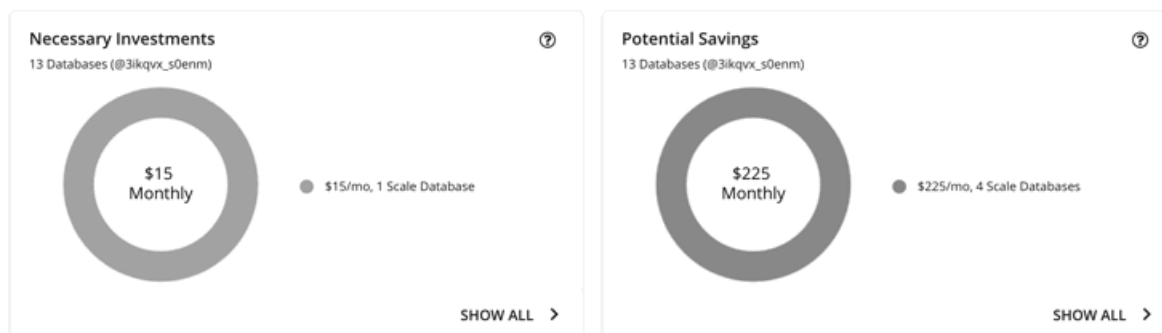 Necessary Investments
13 Databases (@3ikqvx_s0enm)
$15
Monthly
$15/mo, 1 Scale Database
SHOW ALL
Potential Savings
13 Databases (@3ikqvx_s0enm)
$225
Monthly
$225/mo, 4 Scale Databases
SHOW ALL